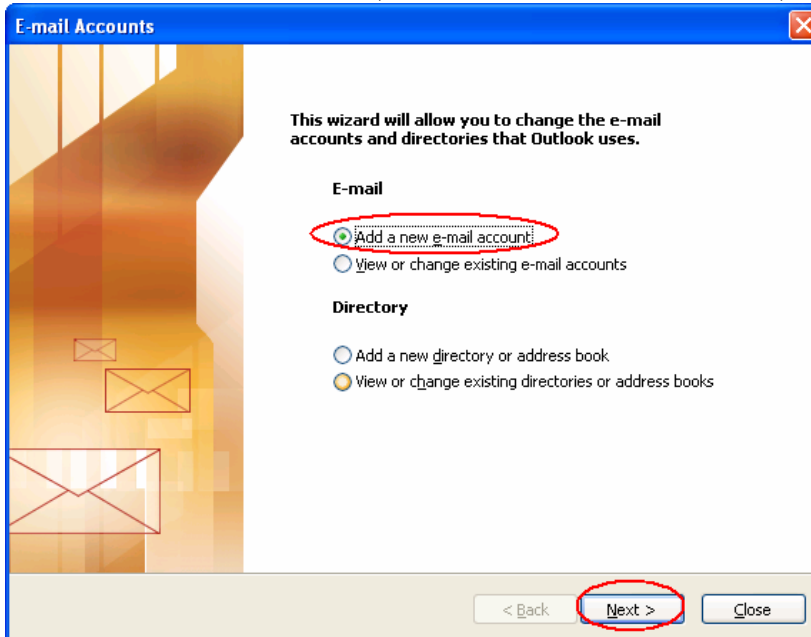 E-mail Accounts
This wizard will allow you to change the e-mail
accounts and directories that Outlook uses.
E-mail
Add a new e-mail account
View or change existing e-mail accounts
Directory
Add a new directory or address book
View or change existing directories or address books
< Back
Next >
Close